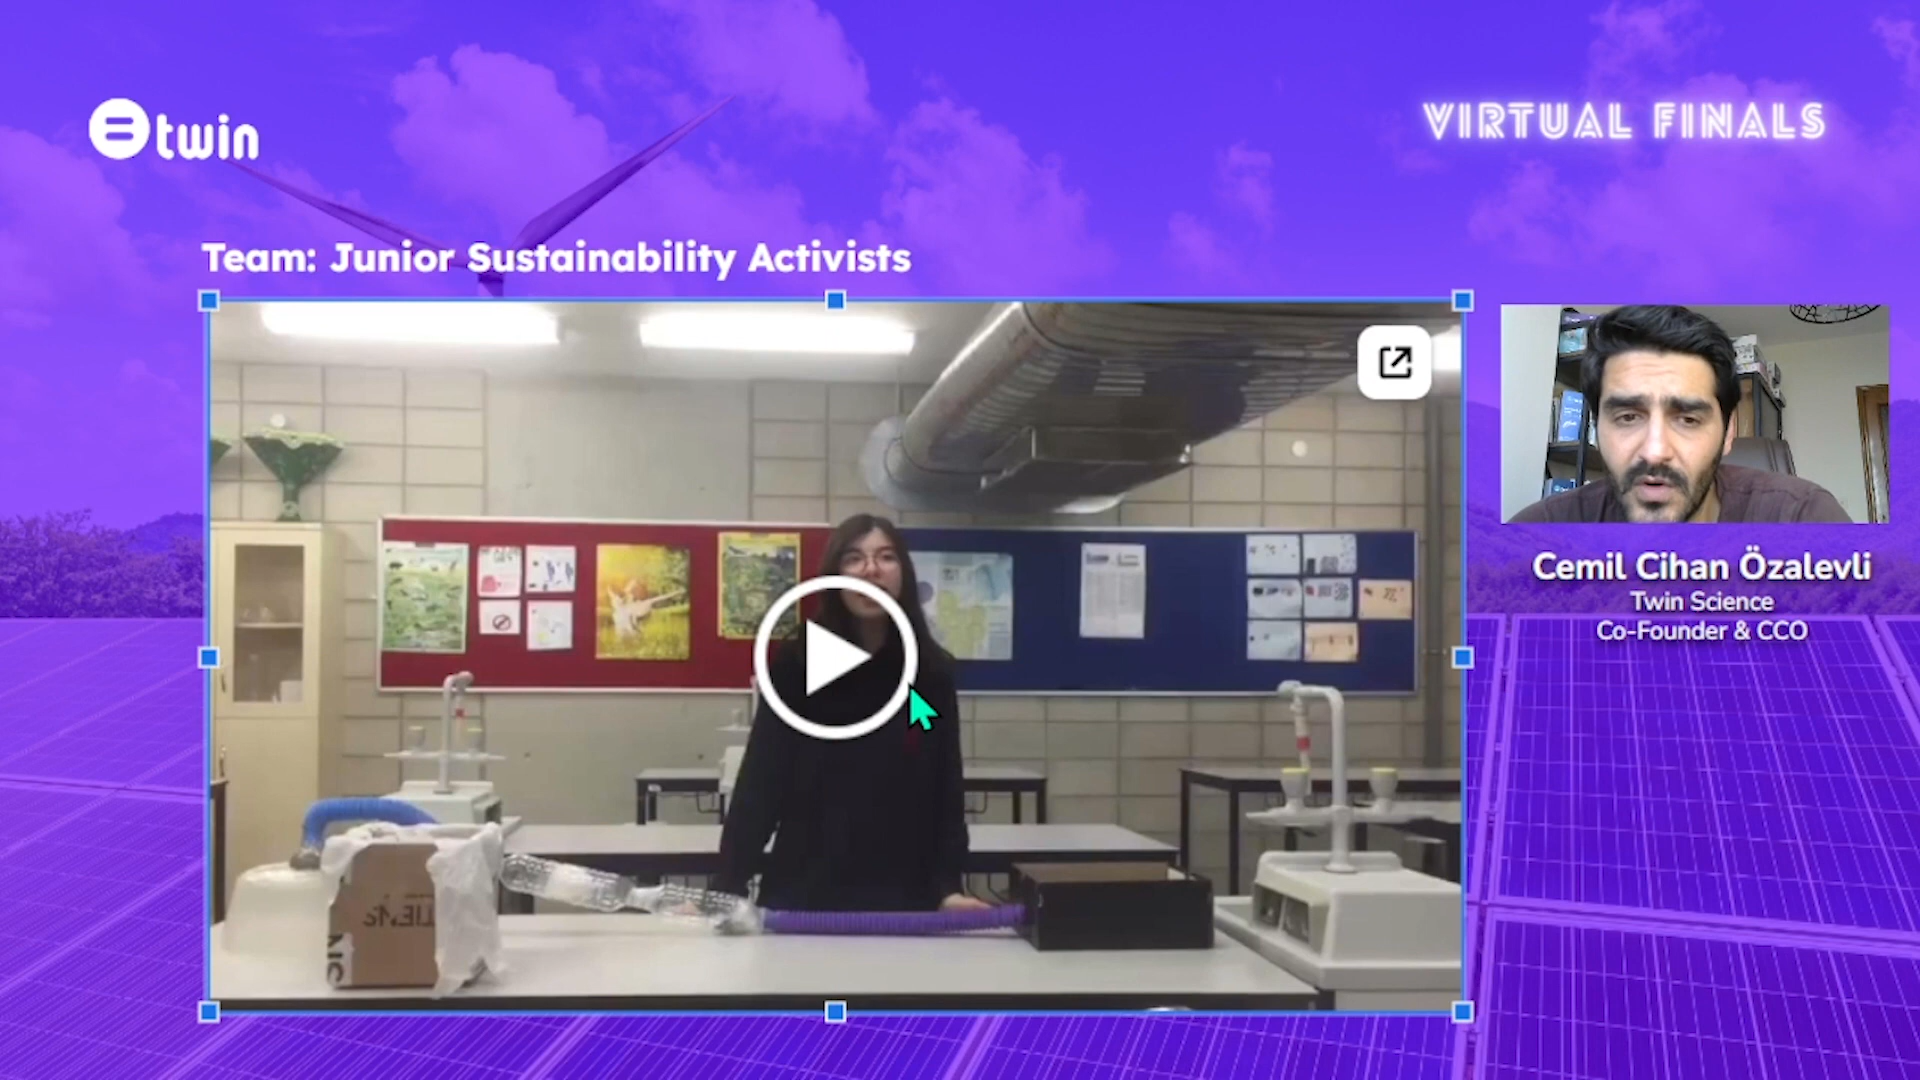 twin
VIRTUAL FINALS
Team: Junior Sustainability Activists
Cemil Cihan Özalevli
Twin Science
Co-Founder & CCO